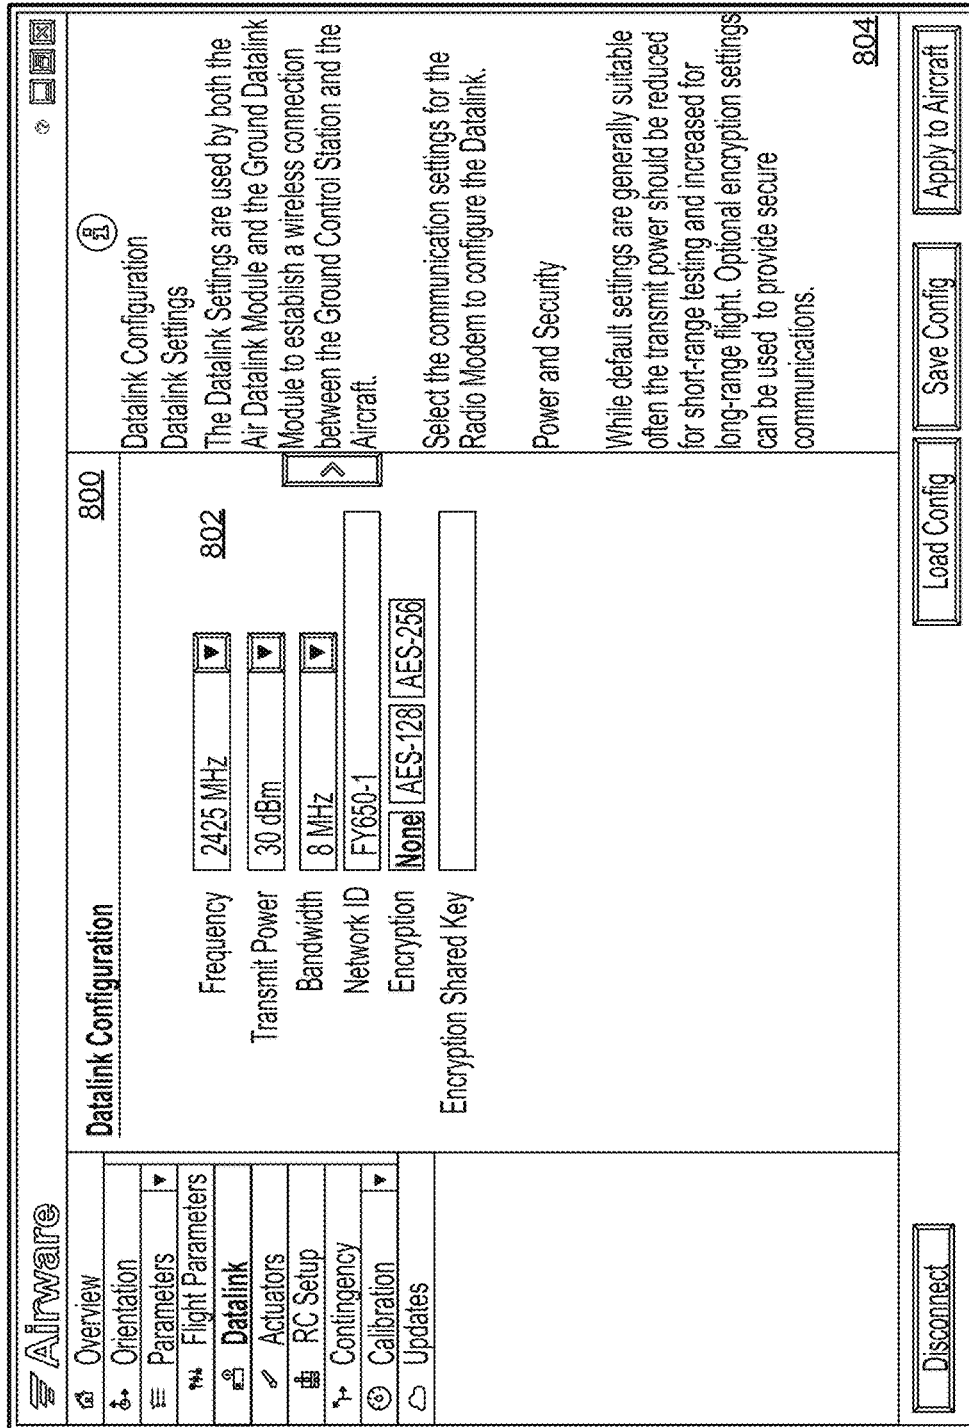 Airware
Overview
Orientation
Parameters
Flight Parameters
Datalink
Actuators
RC Setup
Contingency
Calibration
Updates
Datalink Configuration
800
Frequency
2425 MHz
802
Transmit Power
30 dBm
Bandwidth
8 MHz
Network ID
FY650-1
Encryption
None
AES-128
AES-256
Encryption Shared Key
Datalink Configuration
Datalink Settings
The Datalink Settings are used by both the
Air Datalink Module and the Ground Datalink
Module to establish a wireless connection
between the Ground Control Station and the
Aircraft.
Select the communication settings for the
Radio Modem to configure the Datalink.
Power and Security
While default settings are generally suitable
often the transmit power should be reduced
for short-range testing and increased for
long-range flight. Optional encryption settings
can be used to provide secure
communications.
804
Disconnect
Load Config
Save Config
Apply to Aircraft